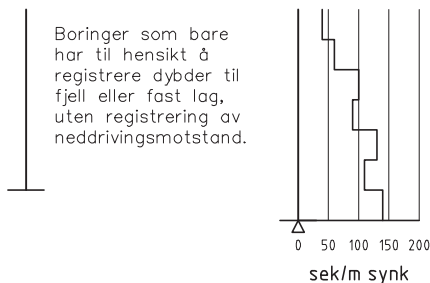 Boringer som bare
har til hensikt å
registrere dybder til
fjell eller fast lag,
uten registrering av
neddrivingsmotstand.
0 50 100 150 200
sek/m synk